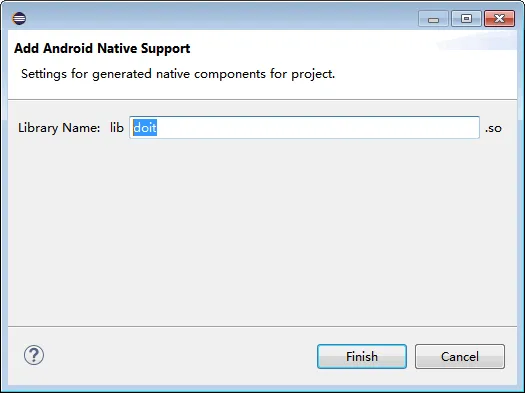 Add Android Native Support
Settings for generated native components for project.
Library Name: lib doit .so
?
Finish Cancel